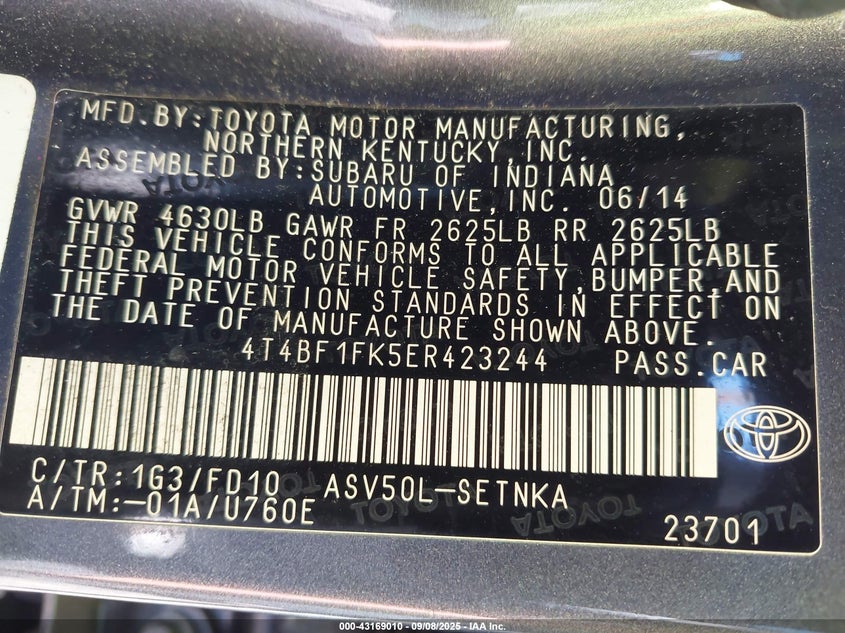 MFD.BY:TOYOTA MOTOR MANUFACTURING,
NORTHERN KENTUCKY,INC.
ASSEMBLED BY:SUBARU OF INDIANA
AUTOMOTIVE,INC. 06/14
GVWR 4630LB GAWR FR 2625LB RR 2625LB
THIS VEHICLE CONFORMS TO ALL APPLICABLE
FEDERAL MOTOR VEHICLE SAFETY,BUMPER,AND
THEFT PREVENTION STANDARDS IN EFFECT ON
THE DATE OF MANUFACTURE SHOWN ABOVE.
4T4BF1FK5ER423244 PASS.CAR
C/TR:1G3/FD10 ASV50L-SETNKA
A/TM:-01A/U760E
23701
000-43169010 - 09/08/2025 - IAA Inc.